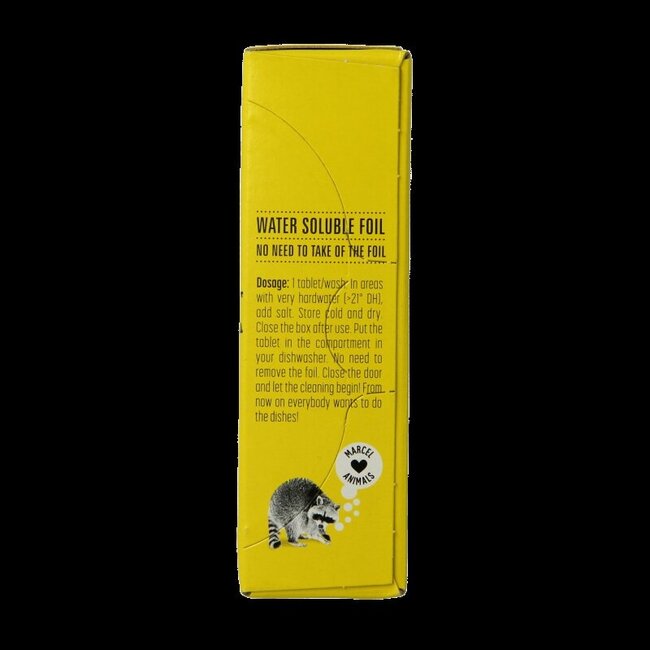 WATER SOLUBLE FOIL
NO NEED TO TAKE OF THE FOIL
Dosage: 1 tablet/wash. In areas
with very hardwater (>21° DH),
add salt. Store cold and dry.
Close the box after use. Put the
tablet in the compartment in
your dishwasher. No need to
remove the foil. Close the door
and let the cleaning begin! From
now on everybody wants to do
the dishes!
MARCEL
ANIMALS